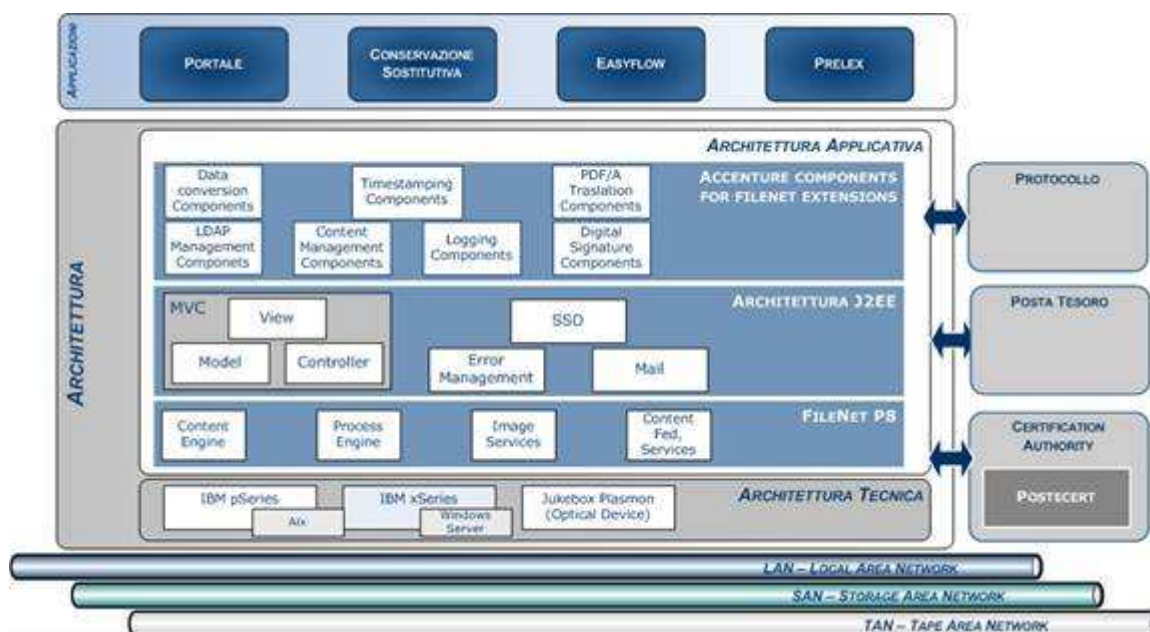 APPLICAZIONI
PORTALE
CONSERVAZIONE
SOSTITUTIVA
EASYFLOW
PRELEX
ARCHITETTURA
ARCHITETTURA APPLICATIVA
ACCENTURE COMPONENTS
FOR FILENET EXTENSIONS
Data
conversion
Components
Timestamping
Components
PDF/A
Traslation
Components
LDAP
Management
Componets
Content
Management
Components
Logging
Components
Digital
Signature
Components
ARCHITETTURA J2EE
MVC
View
Model
Controller
SSO
Error
Management
Mail
FILENET P8
Content
Engine
Process
Engine
Image
Services
Content
Fed,
Services
ARCHITETTURA TECNICA
IBM pSeries
Aix
IBM xSeries
Windows
Server
Jukebox Plasmon
(Optical Device)
PROTOCOLLO
POSTA TESORO
CERTIFICATION
AUTHORITY
POSTECERT
LAN – LOCAL AREA NETWORK
SAN – STORAGE AREA NETWORK
TAN – TAPE AREA NETWORK